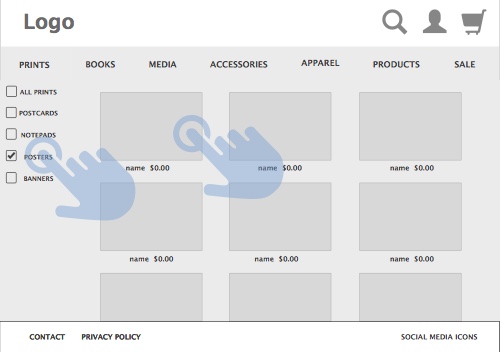 Logo
PRINTS BOOKS MEDIA ACCESSORIES APPAREL PRODUCTS SALE
ALL PRINTS
POSTCARDS
NOTEPADS
POSTERS
BANNERS
name $0.00 name $0.00 name $0.00
name $0.00 name $0.00 name $0.00
CONTACT PRIVACY POLICY SOCIAL MEDIA ICONS